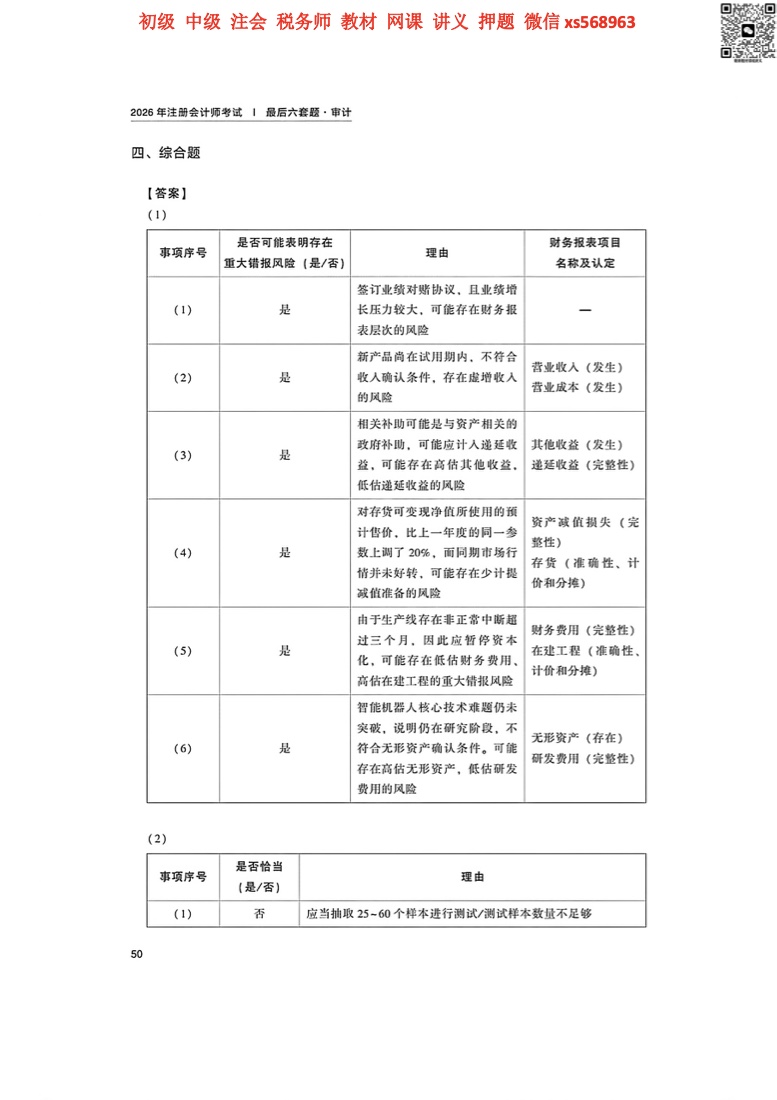 初级 中级 注会 税务师 教材 网课 讲义 押题 微信 xs568963
2026 年注册会计师考试 | 最后六套题·审计
四、综合题
【答案】
(1)
事项序号
是否可能表明存在
重大错报风险（是/否）
理由
财务报表项目
名称及认定
(1)
是
签订业绩对赌协议，且业绩增
长压力较大，可能存在财务报
表层次的风险
—
(2)
是
新产品尚在试用期内，不符合
收入确认条件，存在虚增收入
的风险
营业收入（发生）
营业成本（发生）
(3)
是
相关补助可能是与资产相关的
政府补助，可能应计入递延收
益，可能存在高估其他收益，
低估递延收益的风险
其他收益（发生）
递延收益（完整性）
(4)
是
对存货可变现净值所使用的预
计售价，比上一年度的同一参
数上调了 20%，而同期市场行
情并未好转，可能存在少计提
减值准备的风险
资产减值损失（完
整性）
存货（准确性、计
价和分摊）
(5)
是
由于生产线存在非正常中断超
过三个月，因此应暂停资本
化，可能存在低估财务费用、
高估在建工程的重大错报风险
财务费用（完整性）
在建工程（准确性、
计价和分摊）
(6)
是
智能机器人核心技术难题仍未
突破，说明仍在研究阶段，不
符合无形资产确认条件。可能
存在高估无形资产，低估研发
费用的风险
无形资产（存在）
研发费用（完整性）
(2)
事项序号
是否恰当
（是/否）
理由
(1)
否
应当抽取 25~60 个样本进行测试/测试样本数量不足够
50